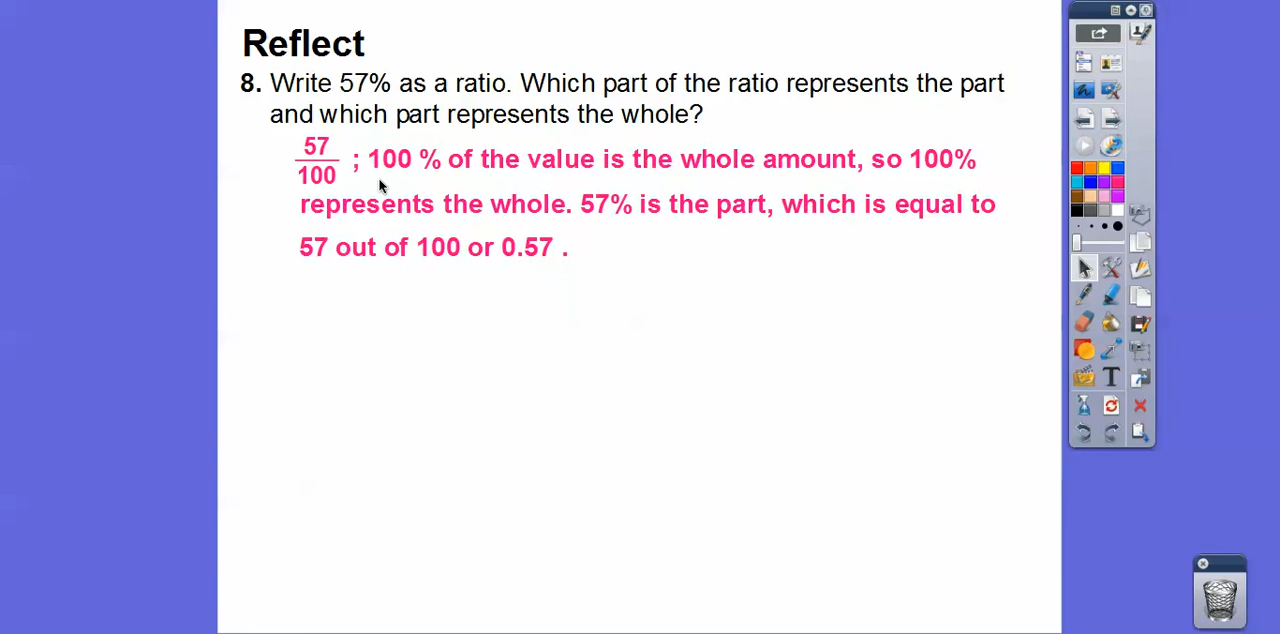 Reflect
8. Write 57% as a ratio. Which part of the ratio represents the part
and which part represents the whole?
57
100 ; 100 % of the value is the whole amount, so 100%
represents the whole. 57% is the part, which is equal to
57 out of 100 or 0.57 .